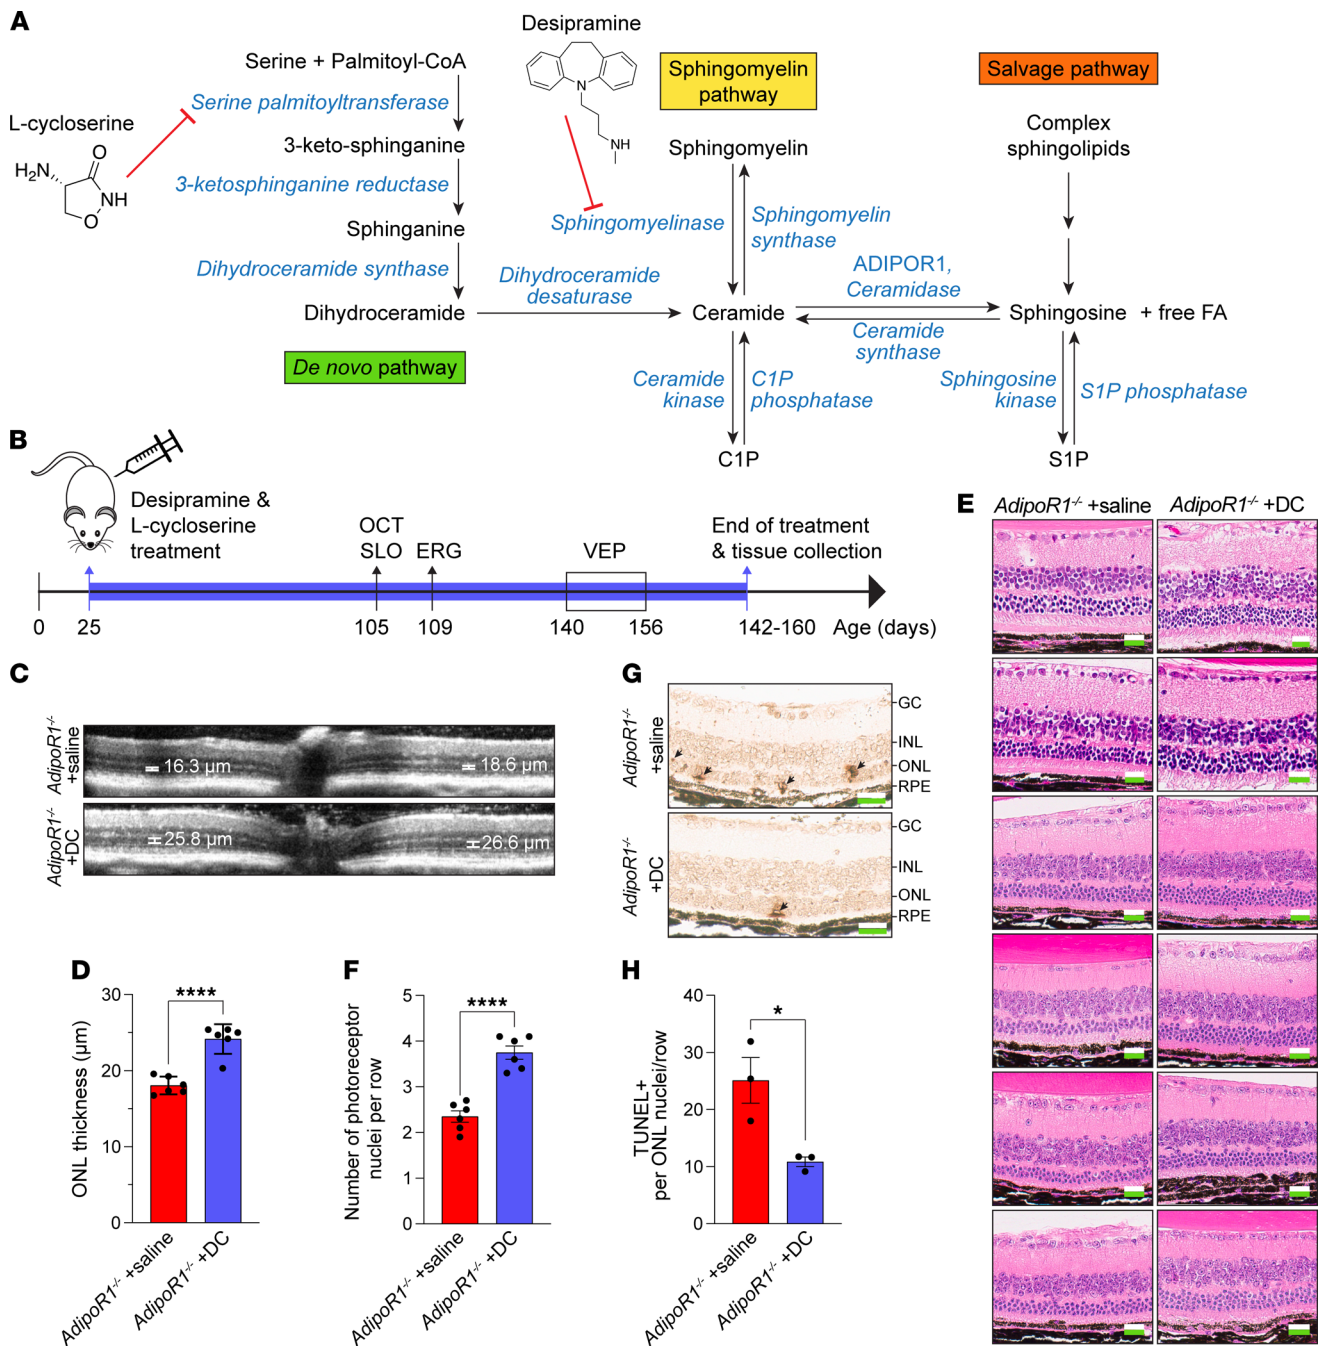 A
Desipramine
Serine + Palmitoyl-CoA
Serine palmitoyltransferase
L-cycloserine
H₂N
O
NH
O
3-keto-sphinganine
3-ketosphinganine reductase
Sphinganine
Dihydroceramide synthase
Dihydroceramide
De novo pathway
N
NH
Dihydroceramide
desaturase
Sphingomyelin
pathway
Sphingomyelin
Sphingomyelinase
Sphingomyelin
synthase
Ceramide
Ceramide
kinase
C1P
phosphatase
C1P
ADIPOR1,
Ceramidase
Ceramide
synthase
Salvage pathway
Complex
sphingolipids
Sphingosine + free FA
Sphingosine
kinase
S1P phosphatase
S1P
B
Desipramine &
L-cycloserine
treatment
OCT
SLO
ERG
VEP
End of treatment
& tissue collection
0
25
105
109
140
156
142-160
Age (days)
C
AdipoR1-/-
+saline
16.3 µm
18.6 µm
AdipoR1-/-
+DC
25.8 µm
26.6 µm
D
ONL thickness (µm)
30
20
10
0
****
AdipoR1-/- +saline
AdipoR1-/- +DC
E
AdipoR1-/- +saline
AdipoR1-/- +DC
F
Number of photoreceptor
nuclei per row
5
4
3
2
1
0
****
AdipoR1-/- +saline
AdipoR1-/- +DC
G
AdipoR1-/-
+saline
GC
INL
ONL
RPE
AdipoR1-/-
+DC
GC
INL
ONL
RPE
H
TUNEL+
per ONL nuclei/row
40
30
20
10
0
*
AdipoR1-/- +saline
AdipoR1-/- +DC